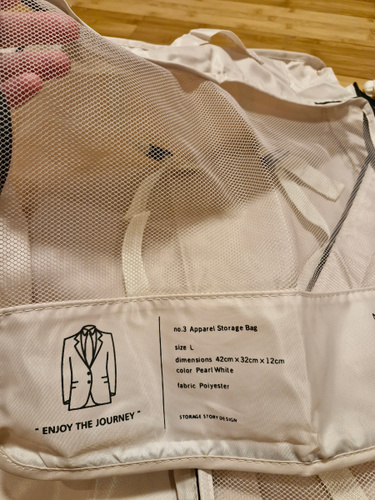 no.3 Apparel Storage Bag
size L
dimensions 42cm×32cm×12cm
color Pearl White
fabric Polyester
STORAGE STORY DESIGN
" ENJOY THE JOURNEY "